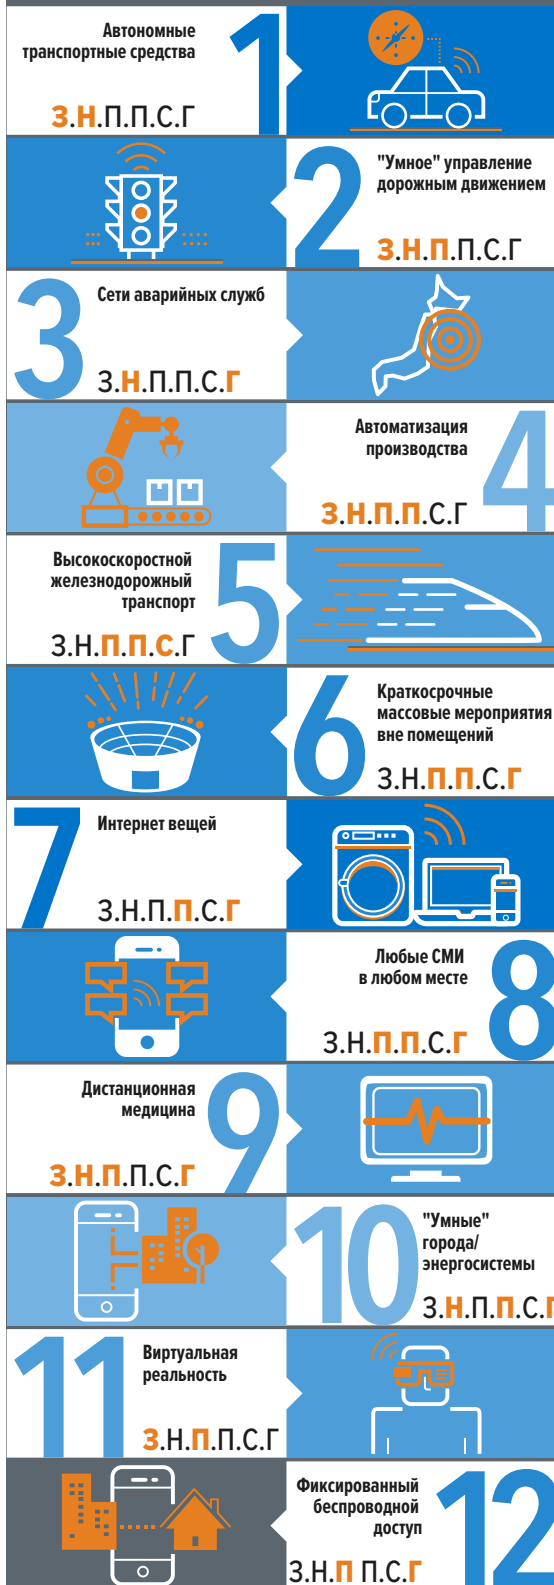 Автономные
транспортные средства
1
З.Н.П.П.С.Г
2
"Умное" управление
дорожным движением
З.Н.П.П.С.Г
3
Сети аварийных служб
З.Н.П.П.С.Г
Автоматизация
производства
4
З.Н.П.П.С.Г
Высокоскоростной
железнодорожный
транспорт
5
З.Н.П.П.С.Г
6
Краткосрочные
массовые мероприятия
вне помещений
З.Н.П.П.С.Г
7
Интернет вещей
З.Н.П.П.С.Г
Любые СМИ
в любом месте
8
З.Н.П.П.С.Г
Дистанционная
медицина
9
З.Н.П.П.С.Г
10
"Умные"
города/
энергосистемы
З.Н.П.П.С.Г
11
Виртуальная
реальность
З.Н.П.П.С.Г
Фиксированный
беспроводной
доступ
12
З.Н.П П.С.Г